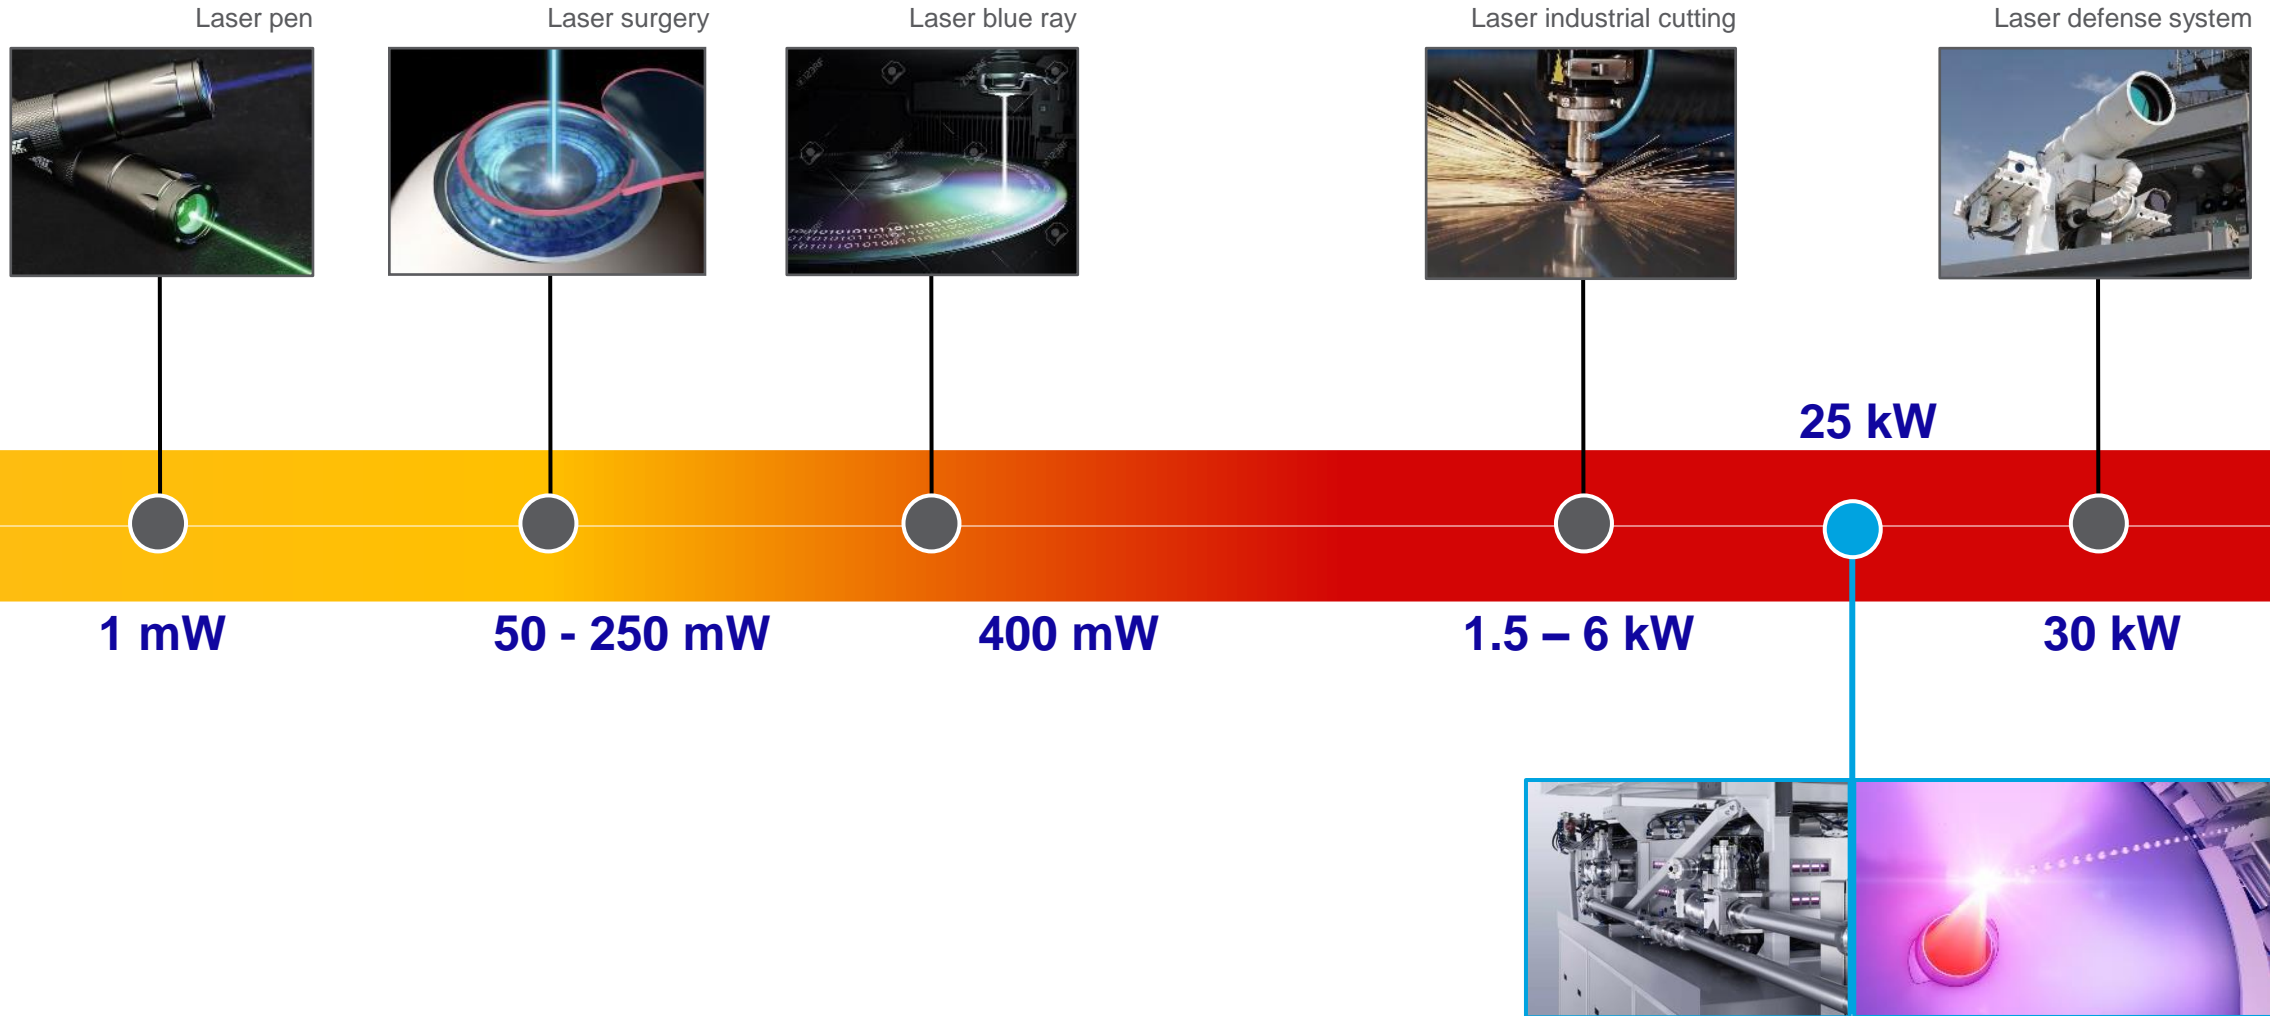 Laser pen
Laser surgery
Laser blue ray
Laser industrial cutting
Laser defense system
25 kW
1 mW
50 - 250 mW
400 mW
1.5 – 6 kW
30 kW